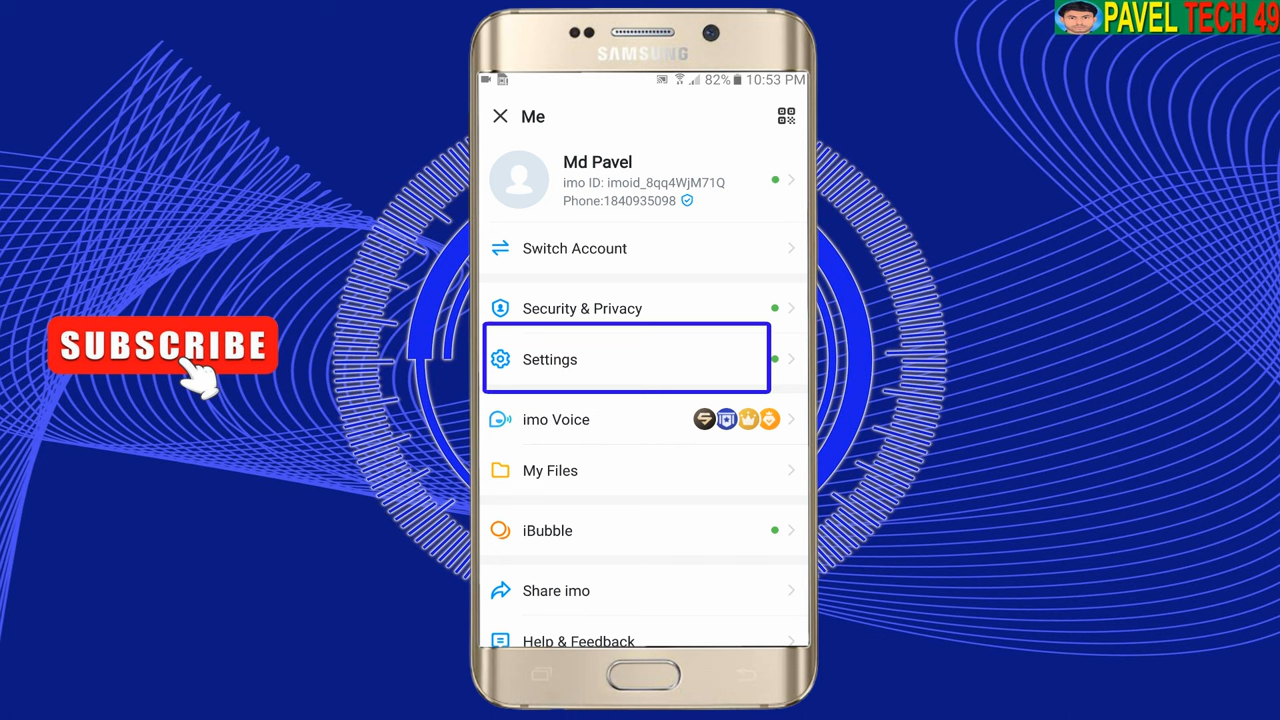 PAVEL TECH 49
SAMSUNG
82% 10:53 PM
Me
Md Pavel
imo ID: imoid_8qq4WjM71Q
Phone:1840935098
Switch Account
Security & Privacy
SUBSCRIBE
Settings
imo Voice
My Files
iBubble
Share imo
Help & Feedback